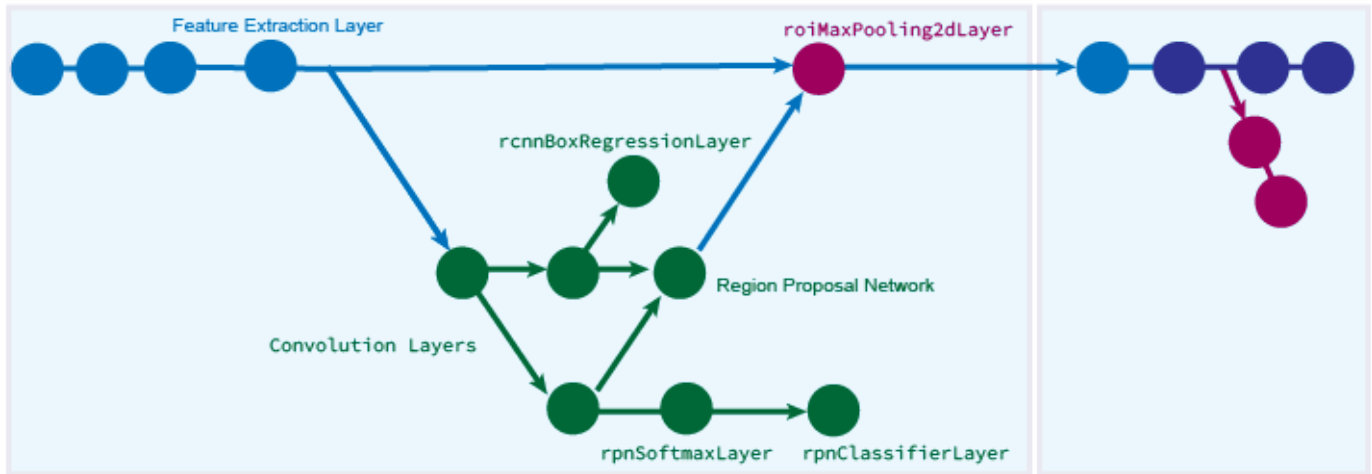 Feature Extraction Layer
roiMaxPooling2dLayer
rcnnBoxRegressionLayer
Region Proposal Network
Convolution Layers
rpnSoftmaxLayer
rpnClassifierLayer